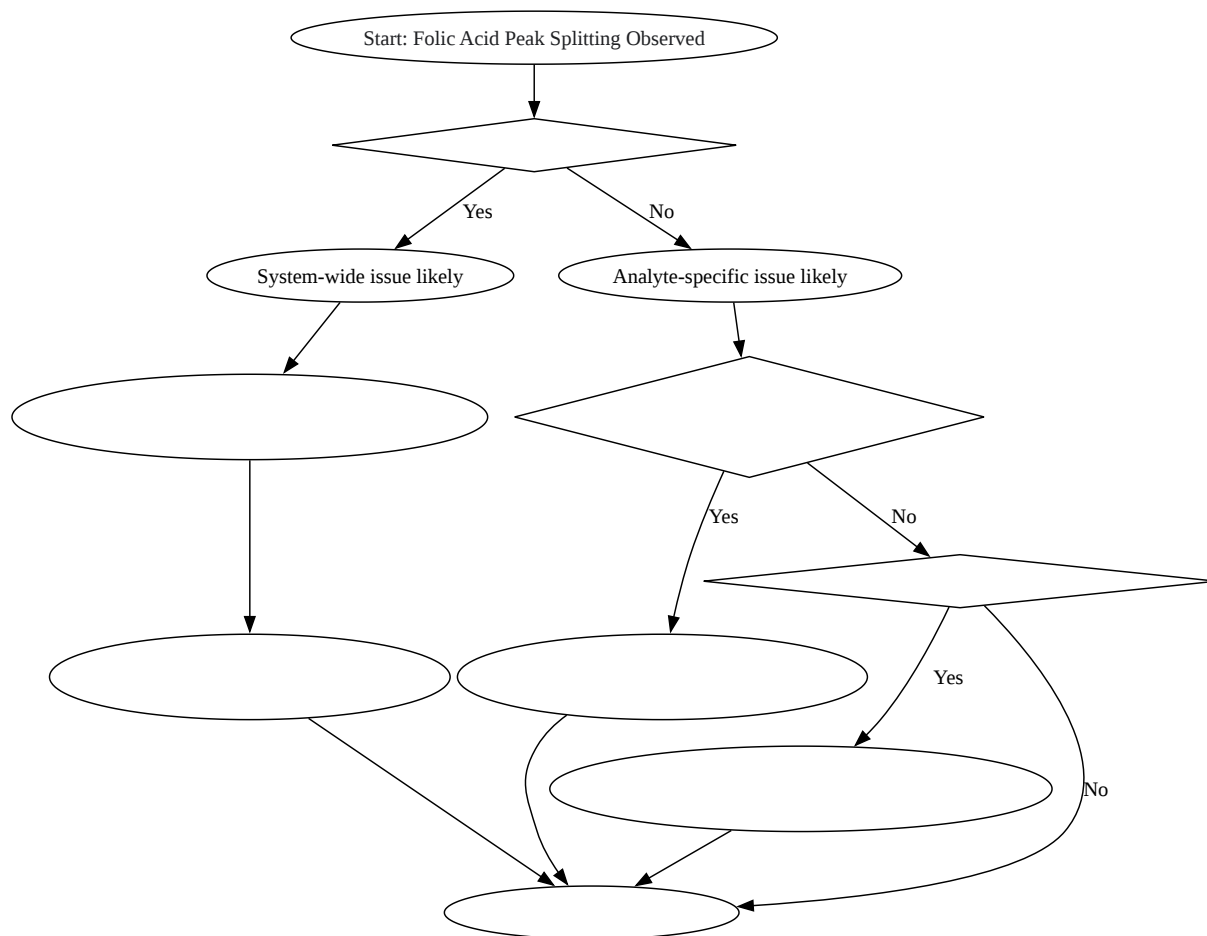 Start: Folic Acid Peak Splitting Observed
Yes
No
System-wide issue likely
Analyte-specific issue likely
Yes
No
Yes
No